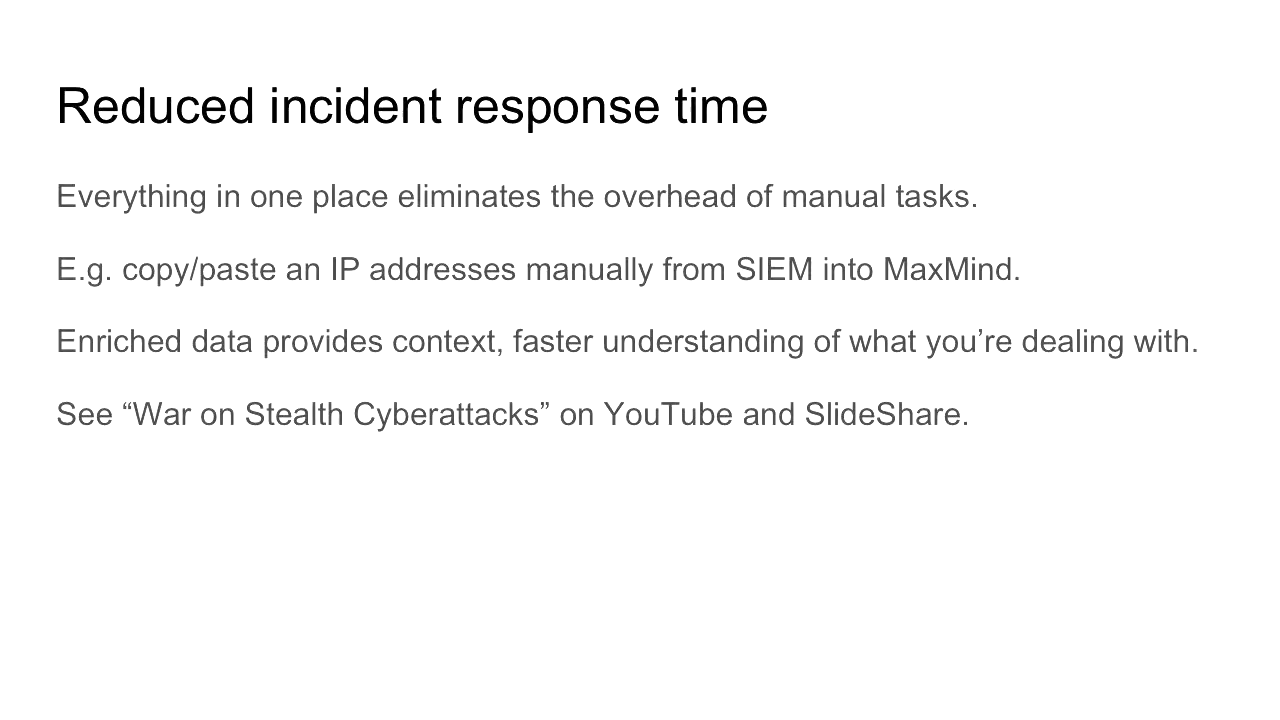 Reduced incident response time
Everything in one place eliminates the overhead of manual tasks.
E.g. copy/paste an IP addresses manually from SIEM into MaxMind.
Enriched data provides context, faster understanding of what you’re dealing with.
See “War on Stealth Cyberattacks” on YouTube and SlideShare.